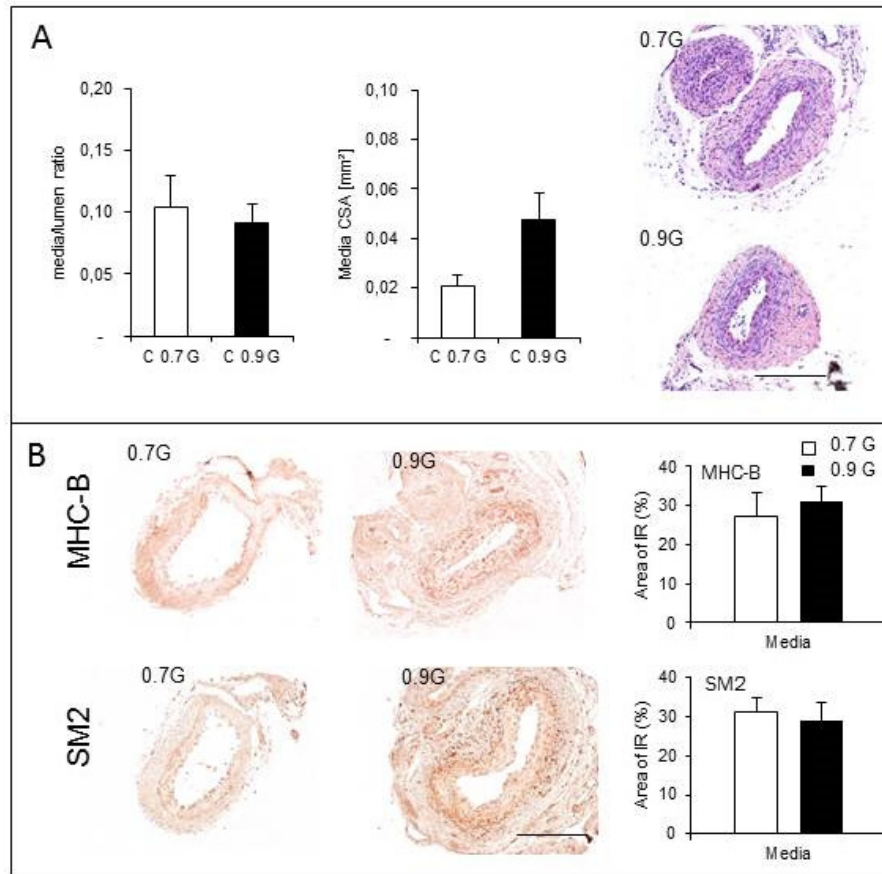 A
media/lumen ratio
0,20
0,15
0,10
0,05
-
C 0.7 G
C 0.9 G
Media CSA [mm²]
0,10
0,08
0,06
0,04
0,02
-
C 0.7 G
C 0.9 G
0.7G
0.9G
B
MHC-B
0.7G
0.9G
0.7 G
0.9 G
MHC-B
Area of IR (%)
40
30
20
10
0
Media
SM2
0.7G
0.9G
SM2
Area of IR (%)
40
30
20
10
0
Media